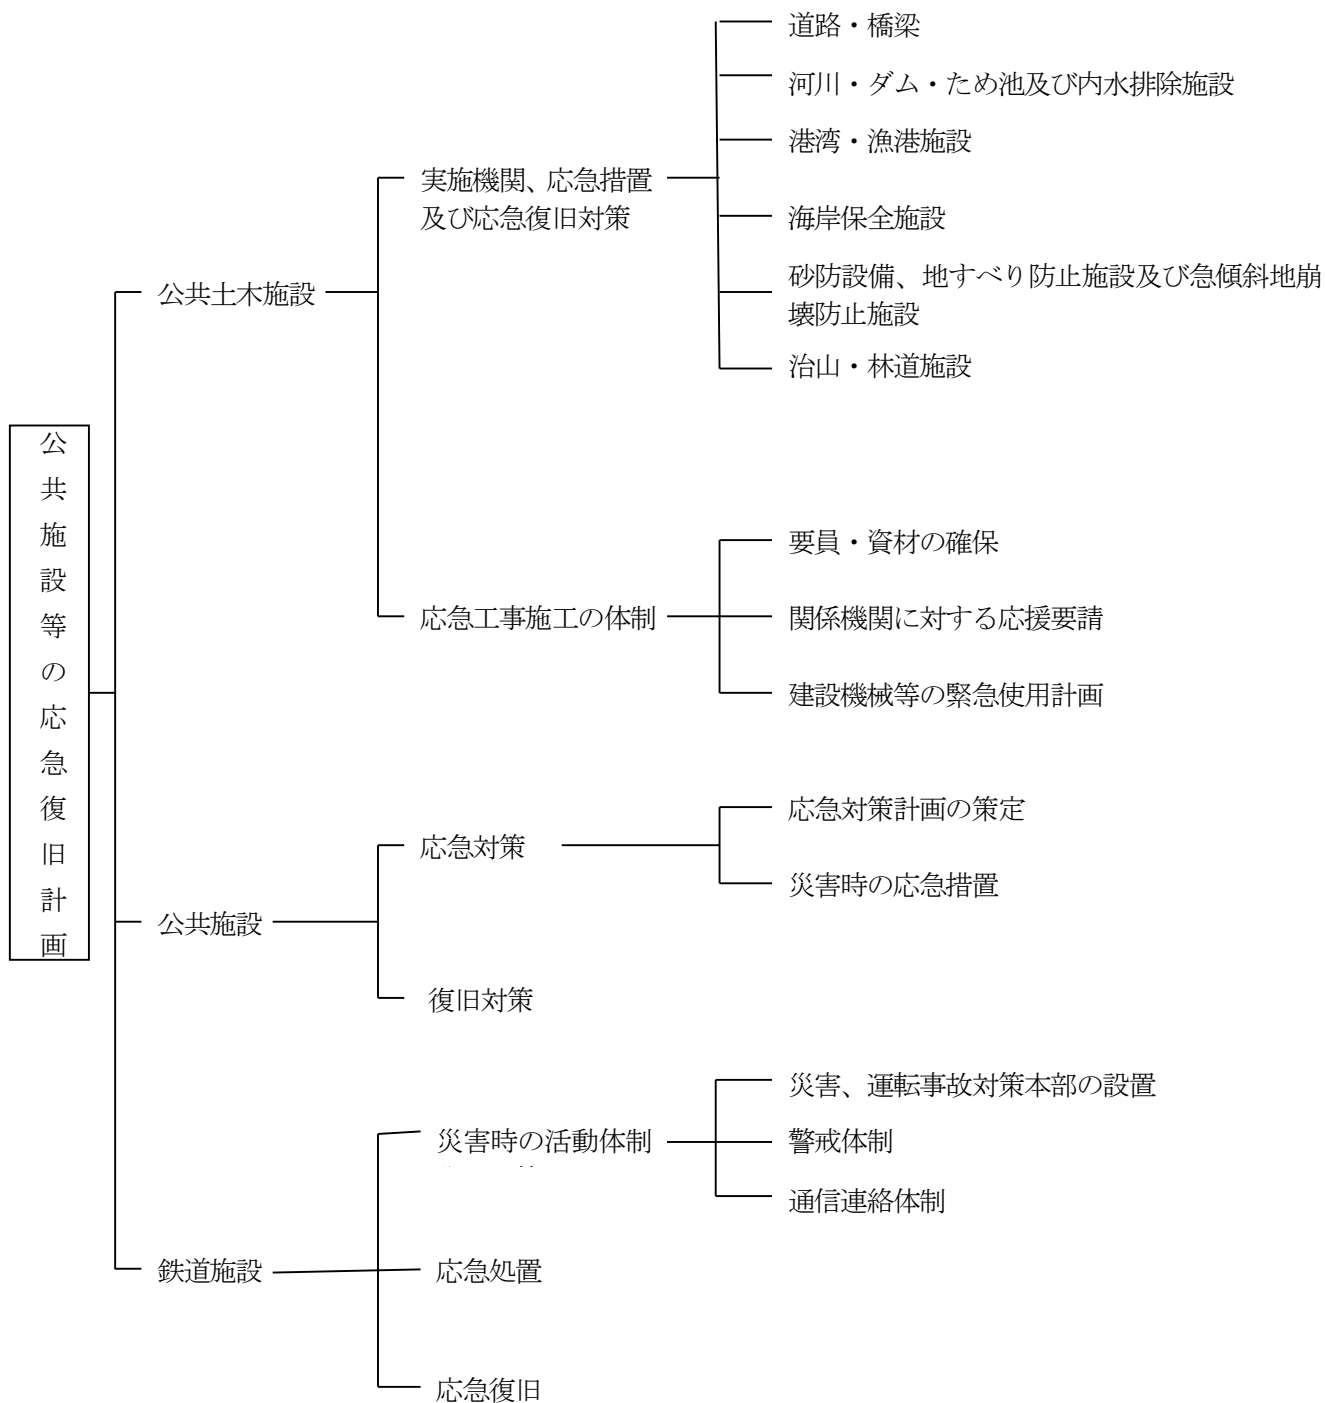 公共施設等の応急復旧計画
公共土木施設
実施機関、応急措置
及び応急復旧対策
道路・橋梁
河川・ダム・ため池及び内水排除施設
港湾・漁港施設
海岸保全施設
砂防設備、地すべり防止施設及び急傾斜地崩
壊防止施設
治山・林道施設
応急工事施工の体制
要員・資材の確保
関係機関に対する応援要請
建設機械等の緊急使用計画
公共施設
応急対策
応急対策計画の策定
災害時の応急措置
復旧対策
鉄道施設
災害時の活動体制
災害、運転事故対策本部の設置
警戒体制
通信連絡体制
応急処置
応急復旧